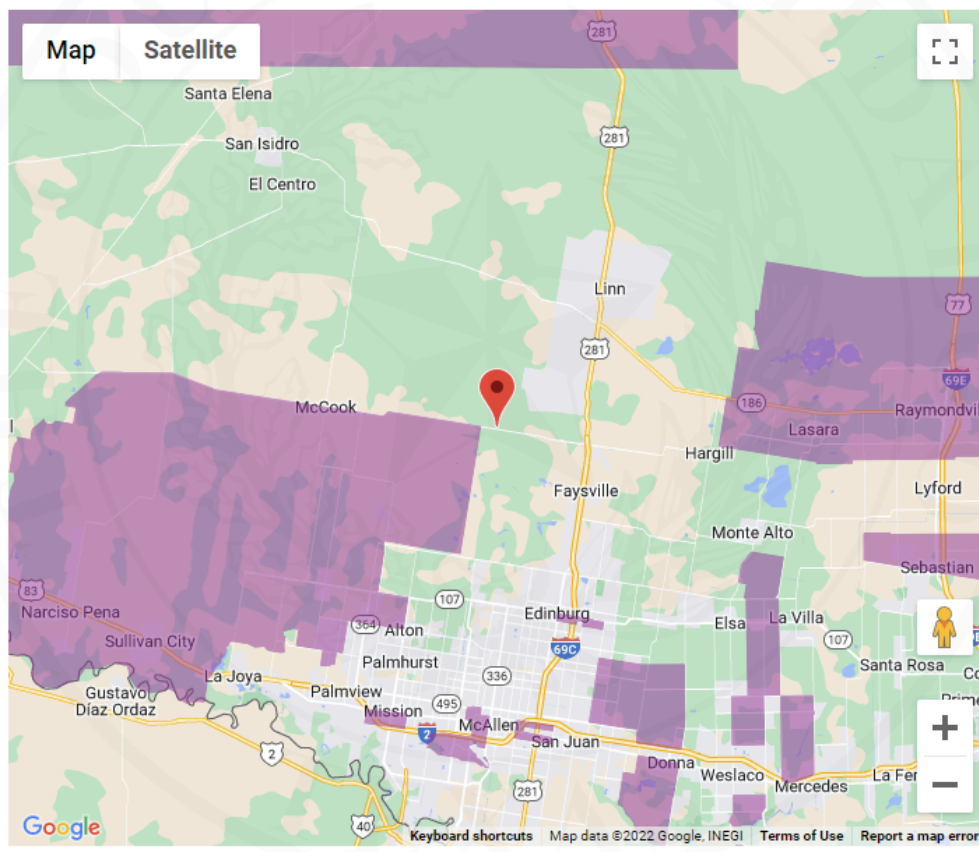 281
Map Satellite
Santa Elena
281
San Isidro
El Centro
Linn
77
281
69E
186
McCook
Raymondvil
Lasara
Hargill
Faysville
Lyford
Monte Alto
Sebastian
83
107
Narciso Pena
Edinburg
La Villa
Elsa
364 Alton
107
Sullivan City
69C
Palmhurst
Santa Rosa
La Joya
336
Co
Gustavo
Díaz Ordaz
Palmview
Prime
495
Mission
McAllen
2
San Juan
2
Donna
Weslaco
La Fer
Mercedes
281
Google
40
Keyboard shortcuts Map data ©2022 Google, INEGI Terms of Use Report a map error